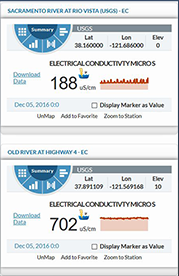 SACRAMENTO RIVER AT RIO VISTA (USGS) - EC
Summary
USGS
Lat Lon Elev
38.160000 -121.686000 0
ELECTRICAL CONDUCTIVITY MICRO S
Download
Data
188 uS/cm
Dec 05, 2016 0:0 Display Marker as Value
UnMap Add to Favorite Zoom to Station
OLD RIVER AT HIGHWAY 4 - EC
Summary
USGS
Lat Lon Elev
37.891109 -121.569168 10
ELECTRICAL CONDUCTIVITY MICRO S
Download
Data
702 uS/cm
Dec 05, 2016 0:0 Display Marker as Value
UnMap Add to Favorite Zoom to Station